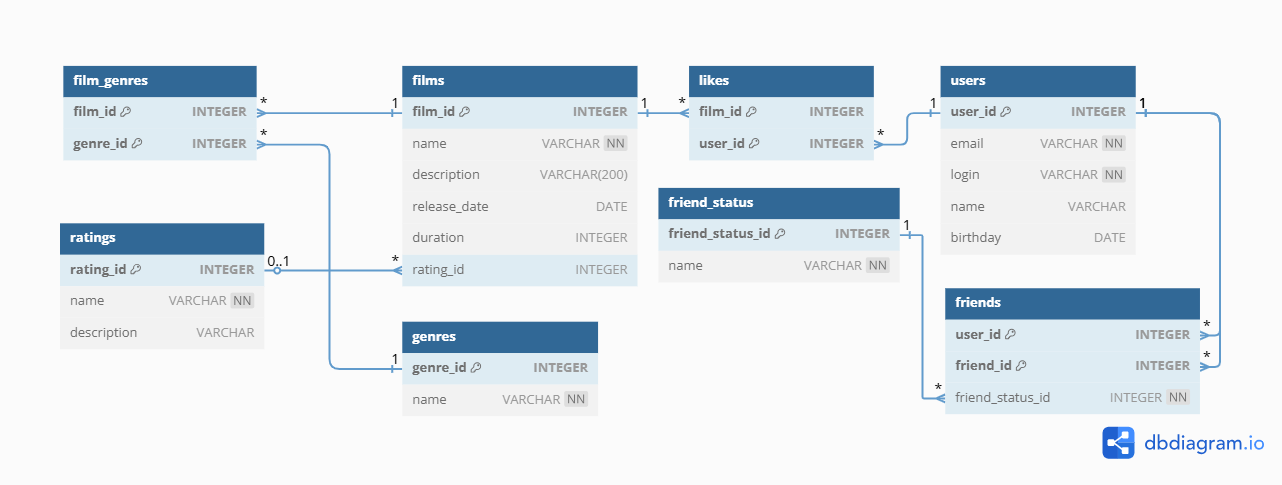 film_genres
film_id INTEGER
genre_id INTEGER
films
film_id INTEGER
name VARCHAR NN
description VARCHAR(200)
release_date DATE
duration INTEGER
rating_id INTEGER
likes
film_id INTEGER
user_id INTEGER
users
user_id INTEGER
email VARCHAR NN
login VARCHAR NN
name VARCHAR
birthday DATE
ratings
rating_id INTEGER
name VARCHAR NN
description VARCHAR
genres
genre_id INTEGER
name VARCHAR NN
friend_status
friend_status_id INTEGER
name VARCHAR NN
friends
user_id INTEGER
friend_id INTEGER
friend_status_id INTEGER NN
* 1
*
1
1 *
* 1
1
0..1 *
1
*
*
*
dbdiagram.io